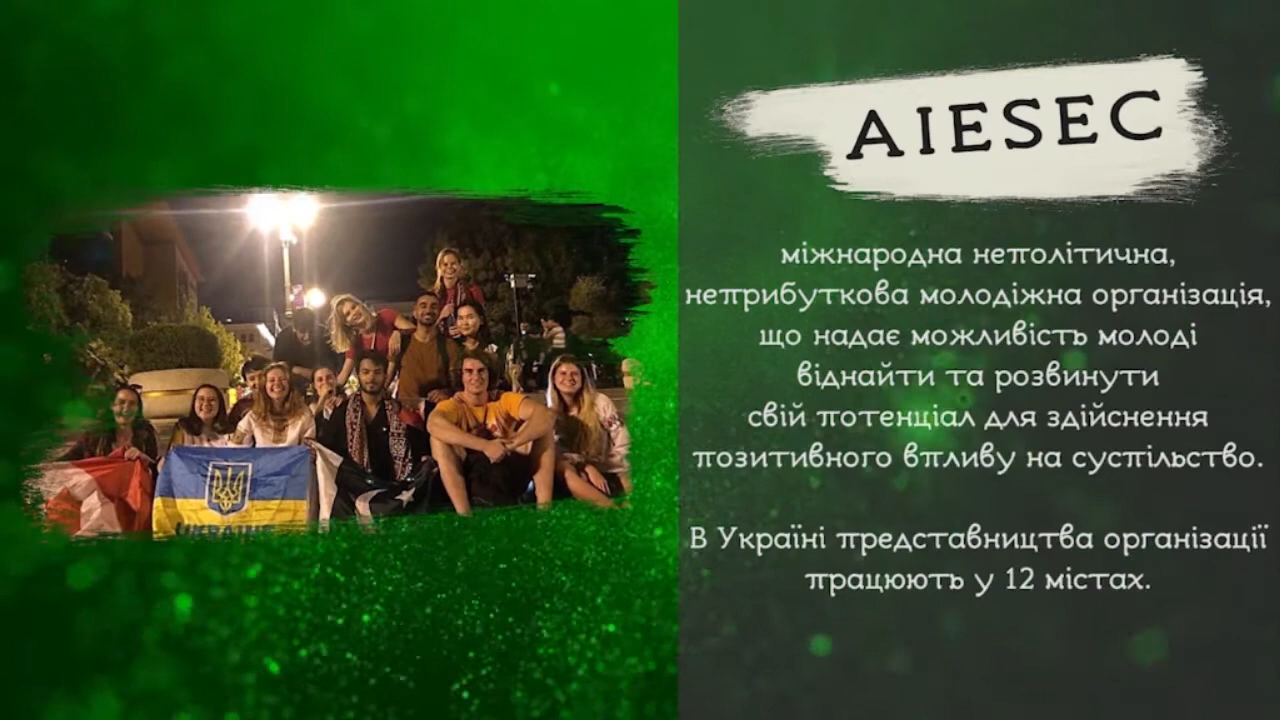 AIESEC
міжнародна неполітична,
неприбуткова молодіжна організація,
що надає можливість молоді
віднайти та розвинути
свій потенціал для здійснення
позитивного впливу на суспільство.
В Україні представництва організації
працюють у 12 містах.
UKRAINE